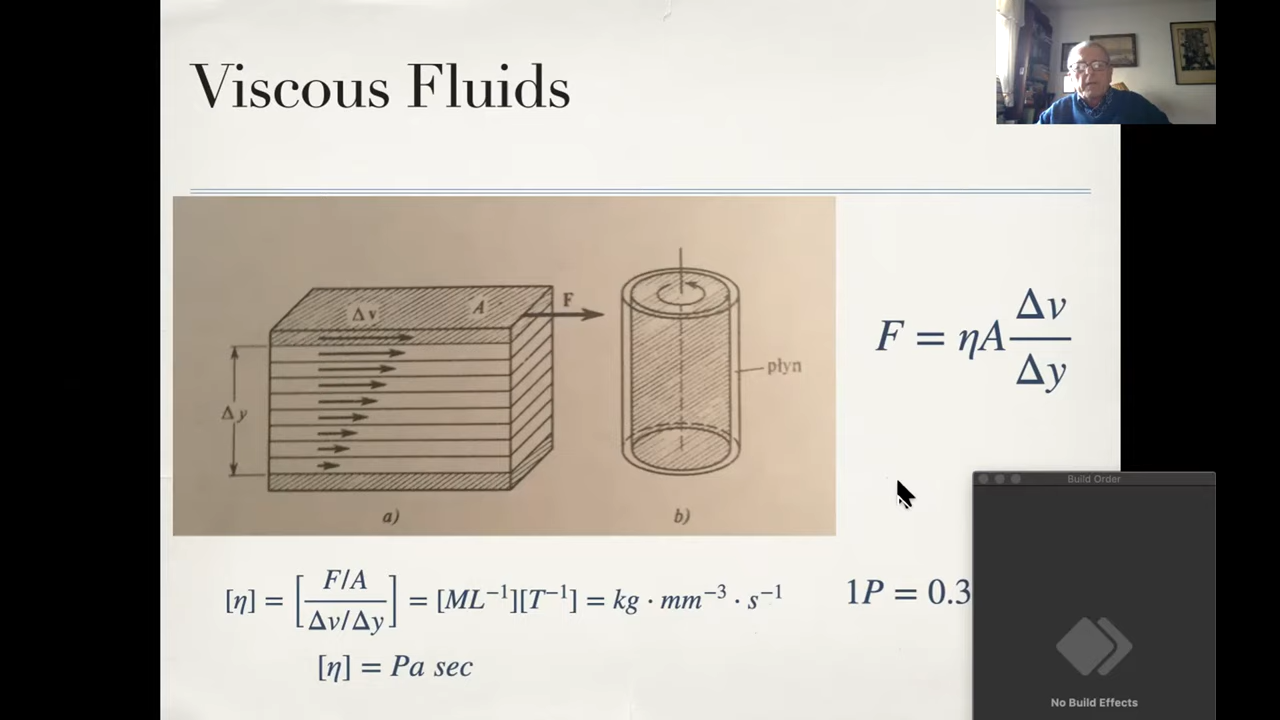 Viscous Fluids
Δv
A
F
Δy
płyn
a)
b)
F = ηA Δv/Δy
[η] = [F/A / Δv/Δy] = [ML⁻¹][T⁻¹] = kg · mm⁻³ · s⁻¹
1P = 0.3
[η] = Pa sec
Build Order
No Build Effects